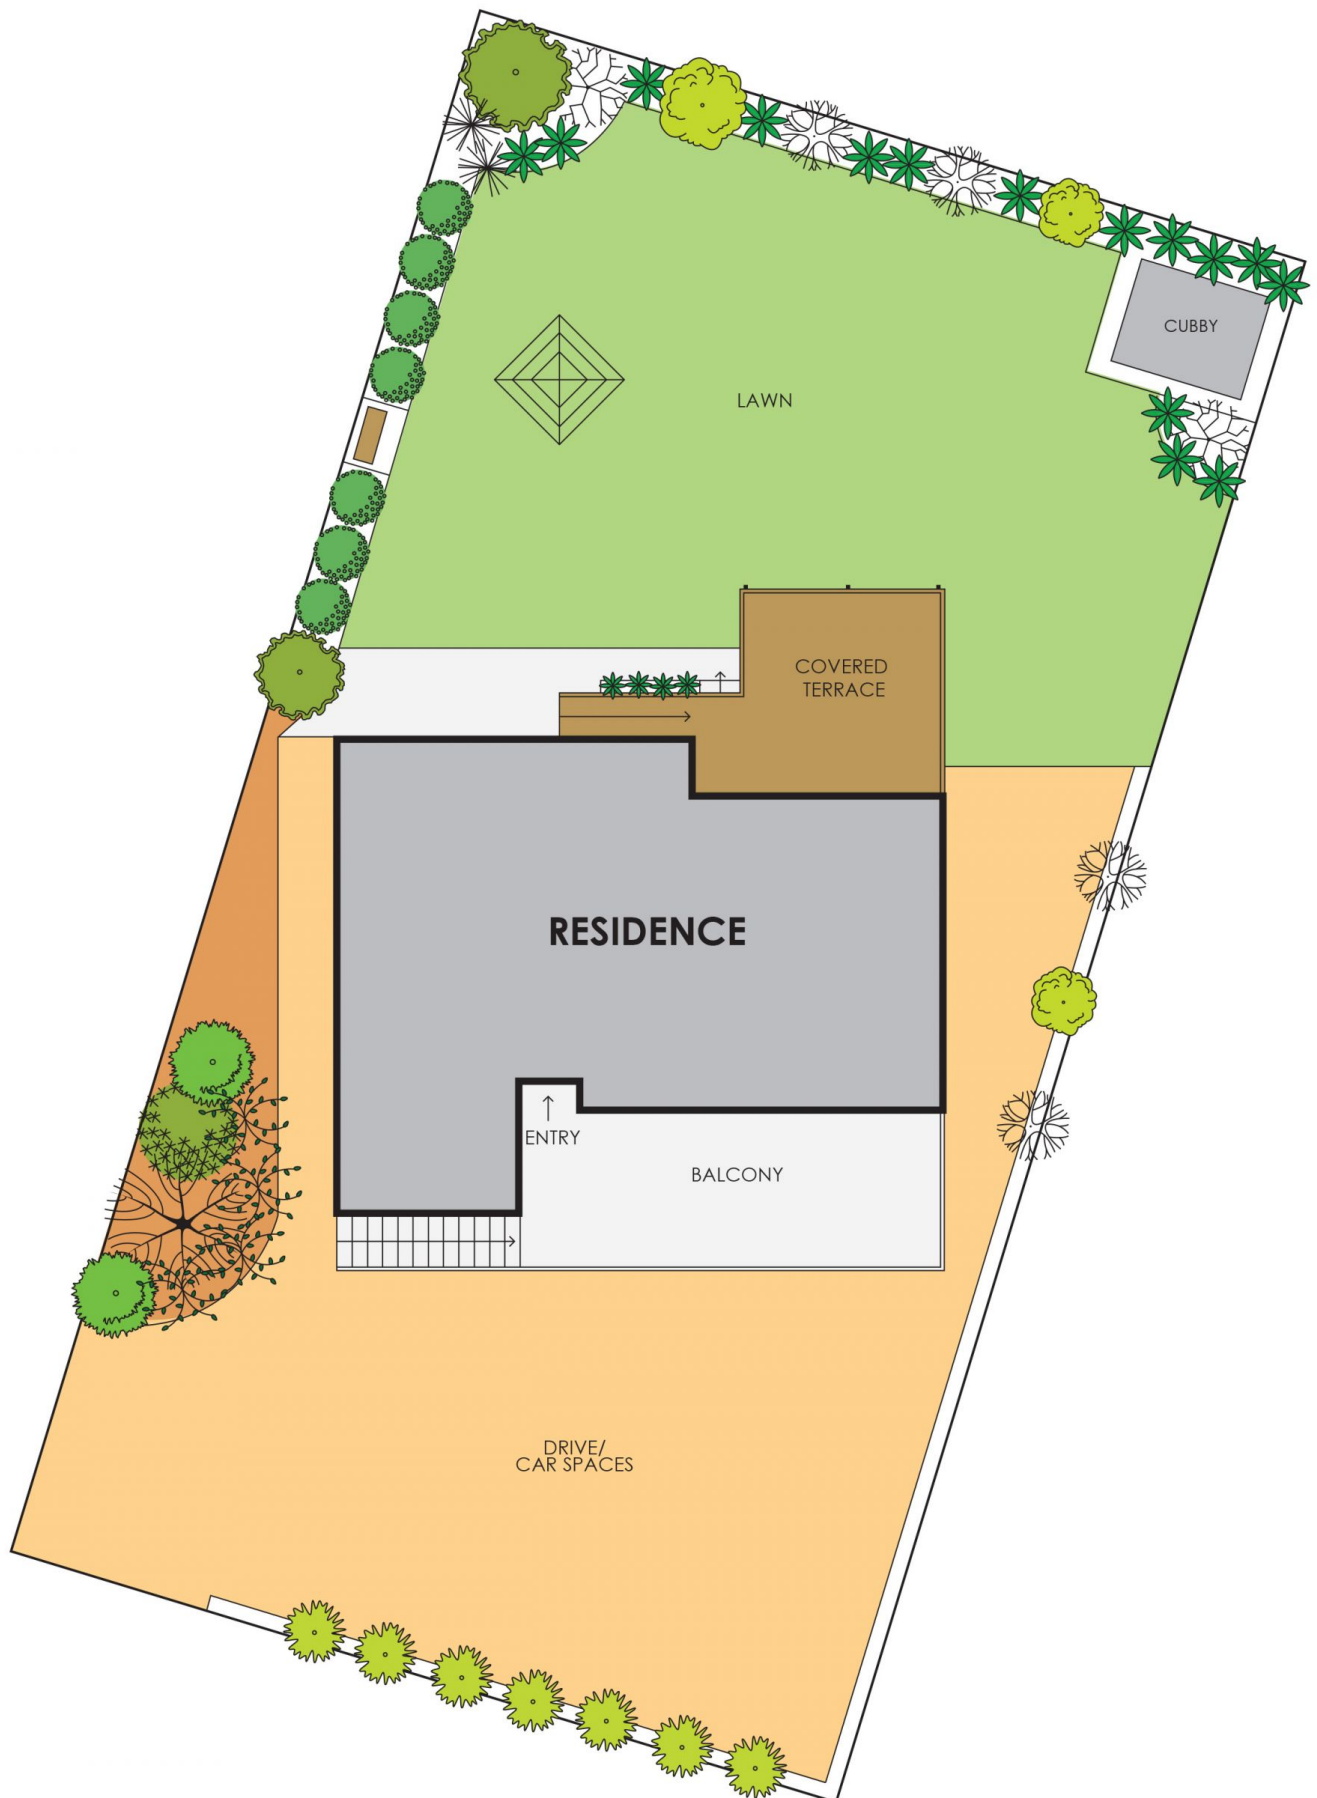 CUBBY
LAWN
COVERED
TERRACE
RESIDENCE
ENTRY
BALCONY
DRIVE/
CAR SPACES